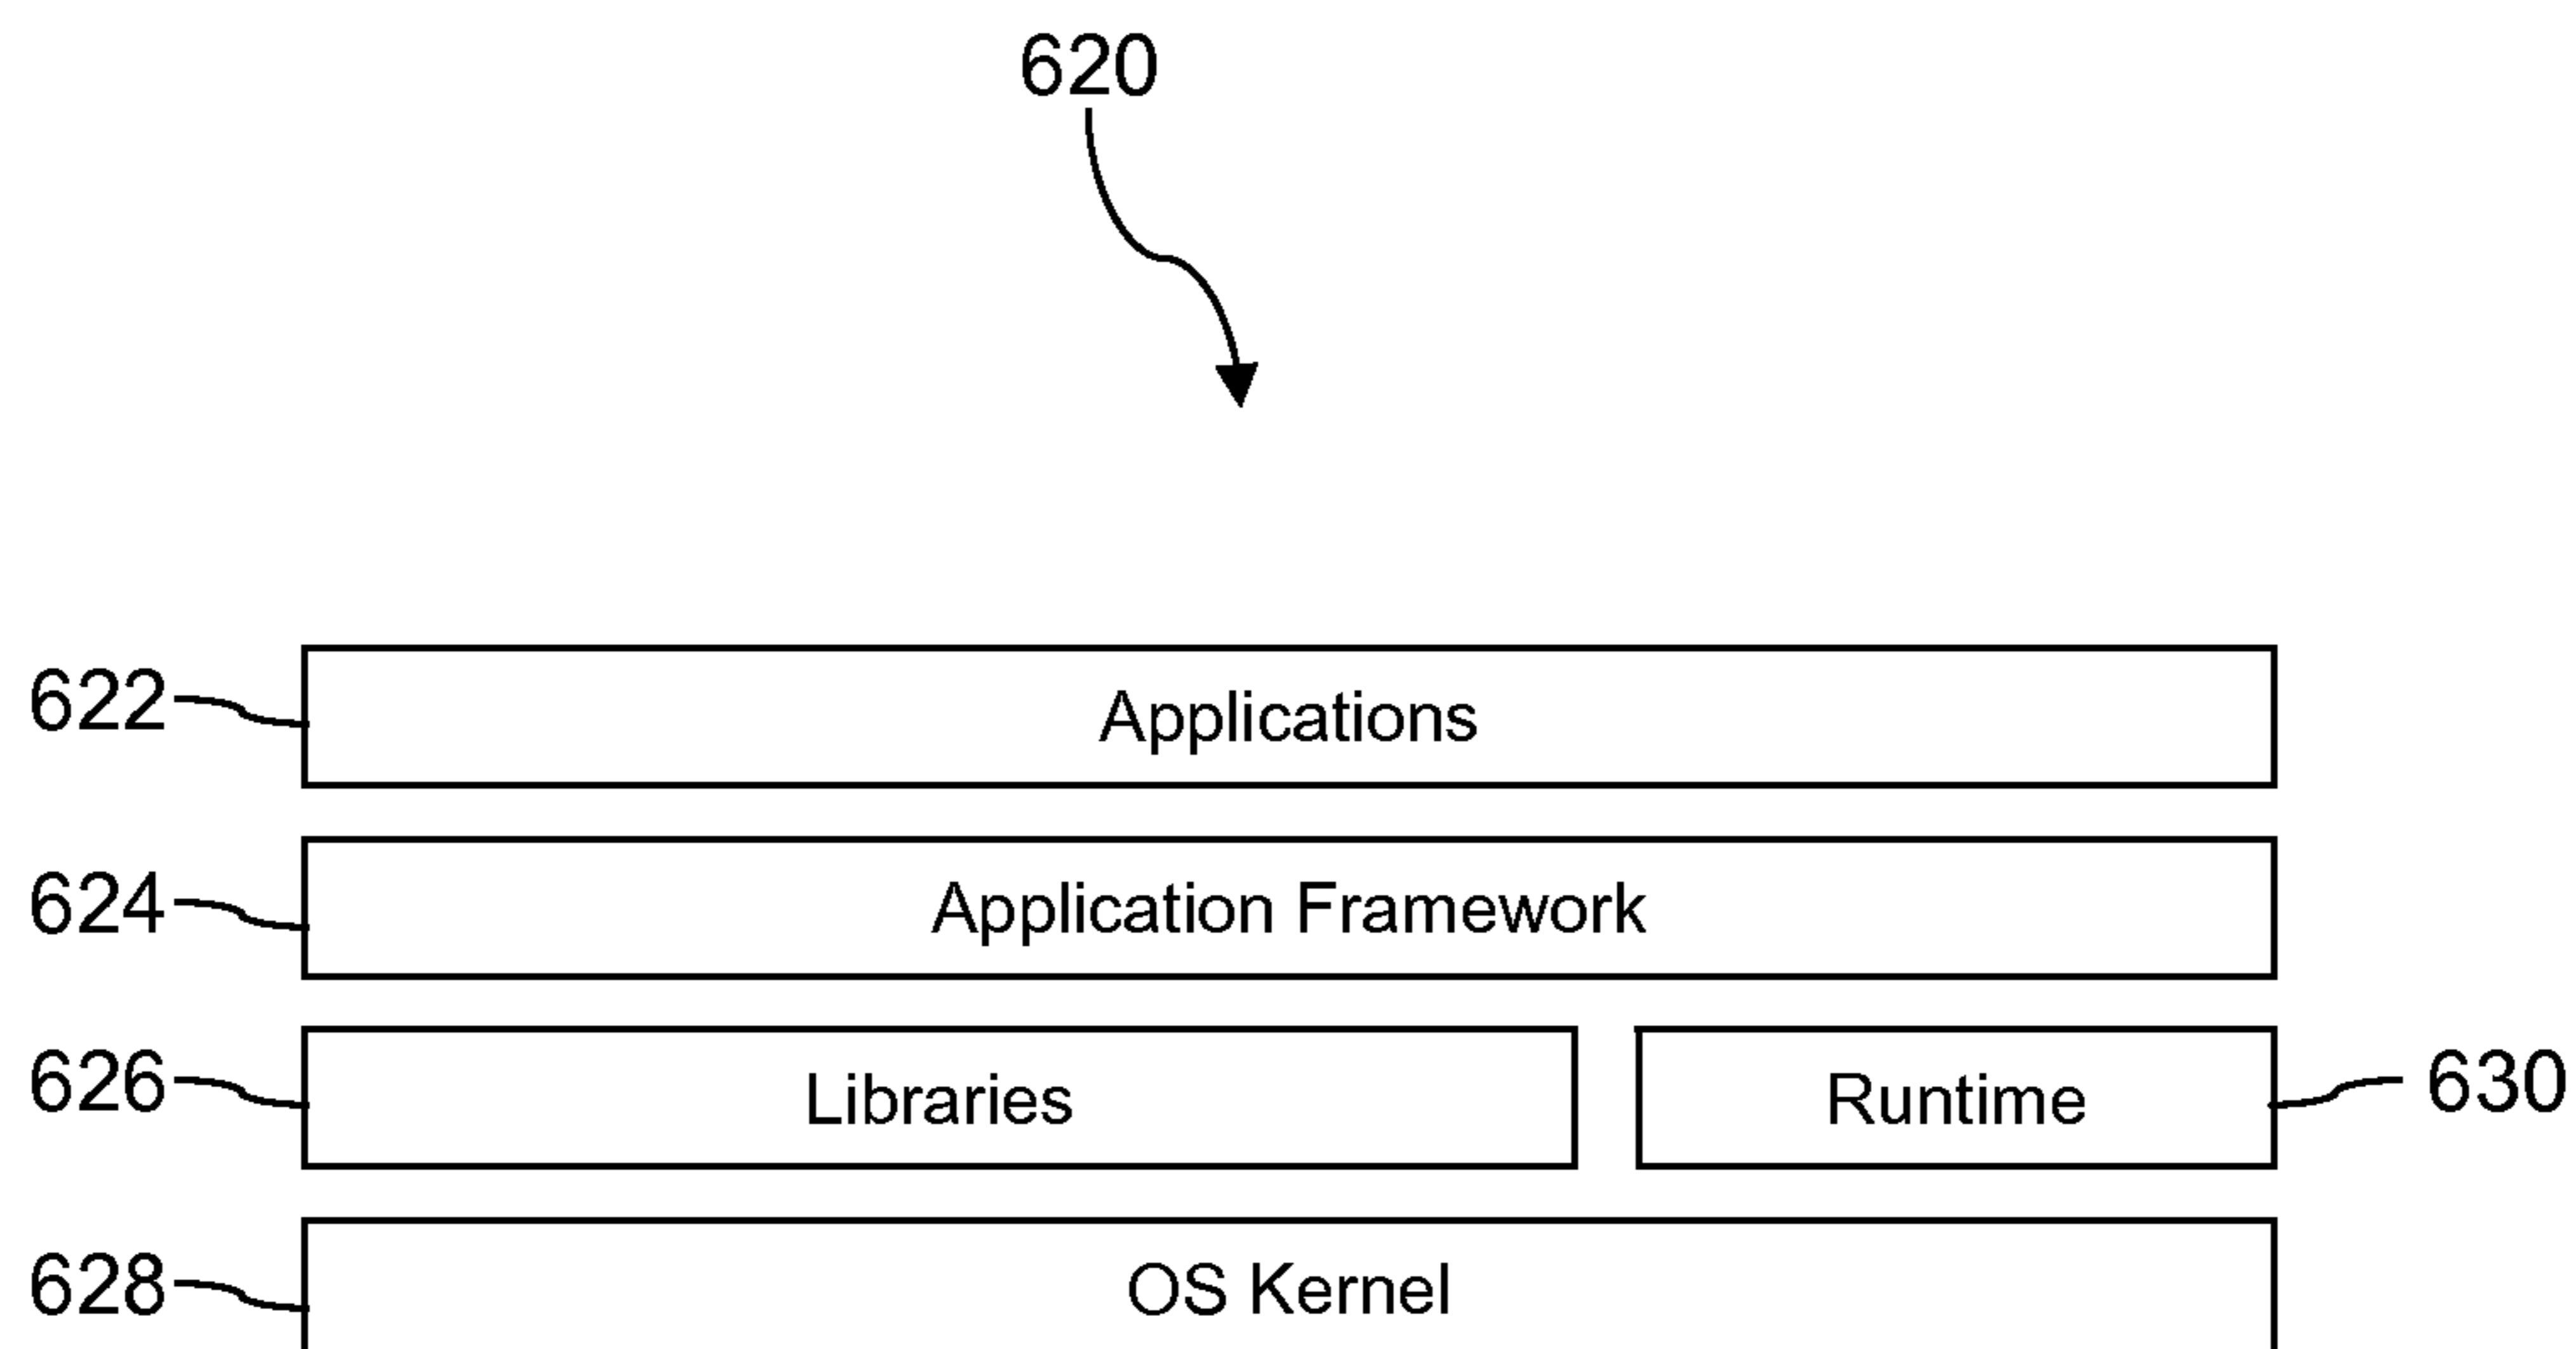 620
622 Applications
624 Application Framework
626 Libraries Runtime 630
628 OS Kernel